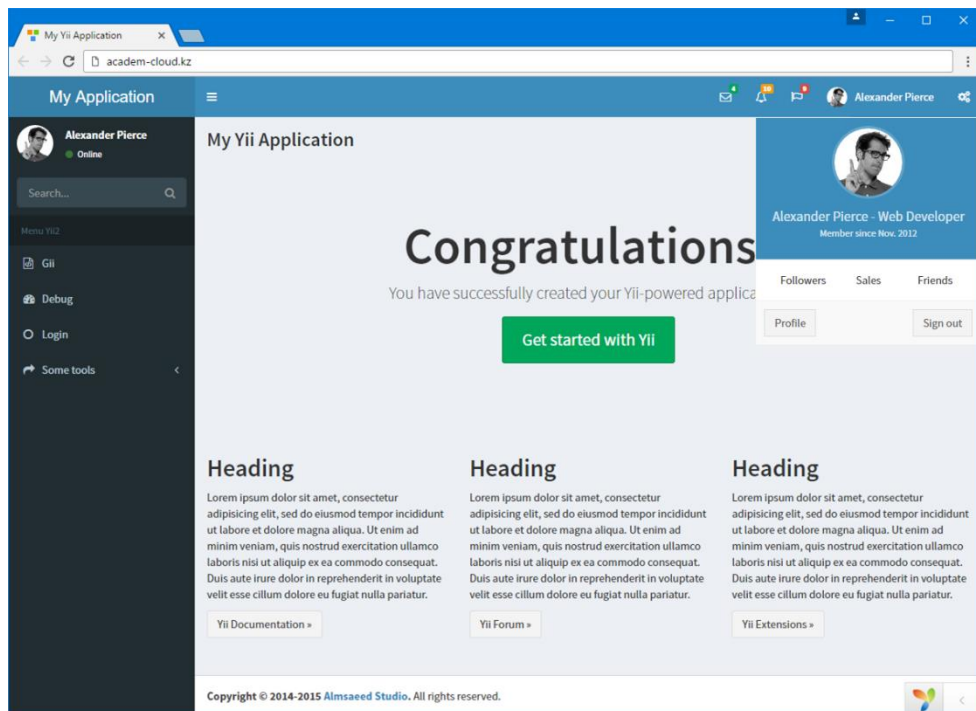 My Yii Application
academ-cloud.kz
My Application
4
10
9
Alexander Pierce
Alexander Pierce
Online
Search...
Menu Yii2
Gii
Debug
Login
Some tools
My Yii Application
Alexander Pierce - Web Developer
Member since Nov. 2012
Followers Sales Friends
Profile Sign out
Congratulations
You have successfully created your Yii-powered applica
Get started with Yii
Heading
Lorem ipsum dolor sit amet, consectetur
adipisicing elit, sed do eiusmod tempor incididunt
ut labore et dolore magna aliqua. Ut enim ad
minim veniam, quis nostrud exercitation ullamco
laboris nisi ut aliquip ex ea commodo consequat.
Duis aute irure dolor in reprehenderit in voluptate
velit esse cillum dolore eu fugiat nulla pariatur.
Yii Documentation »
Heading
Lorem ipsum dolor sit amet, consectetur
adipisicing elit, sed do eiusmod tempor incididunt
ut labore et dolore magna aliqua. Ut enim ad
minim veniam, quis nostrud exercitation ullamco
laboris nisi ut aliquip ex ea commodo consequat.
Duis aute irure dolor in reprehenderit in voluptate
velit esse cillum dolore eu fugiat nulla pariatur.
Yii Forum »
Heading
Lorem ipsum dolor sit amet, consectetur
adipisicing elit, sed do eiusmod tempor incididunt
ut labore et dolore magna aliqua. Ut enim ad
minim veniam, quis nostrud exercitation ullamco
laboris nisi ut aliquip ex ea commodo consequat.
Duis aute irure dolor in reprehenderit in voluptate
velit esse cillum dolore eu fugiat nulla pariatur.
Yii Extensions »
Copyright © 2014-2015 Almsaeed Studio. All rights reserved.